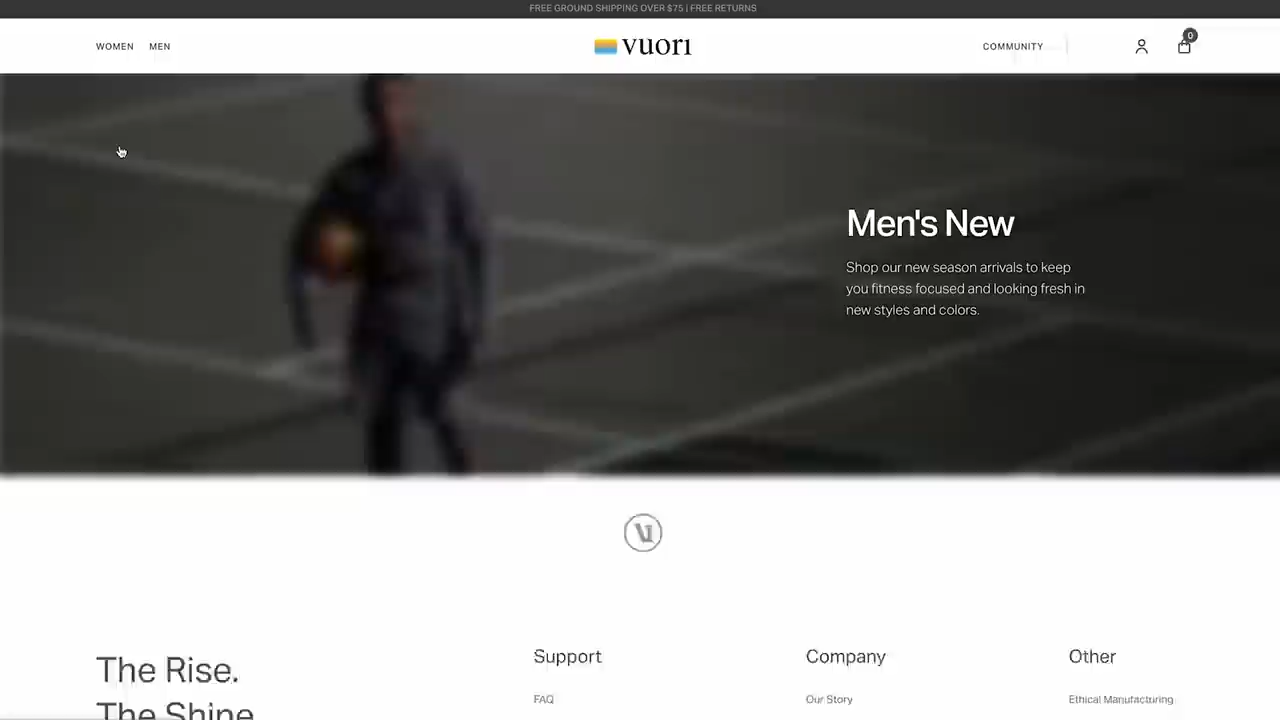 FREE GROUND SHIPPING OVER $75 | FREE RETURNS
WOMEN MEN vuori COMMUNITY 0
Men's New
Shop our new season arrivals to keep
you fitness focused and looking fresh in
new styles and colors.
V
The Rise. Support Company Other
The Shine FAQ Our Story Ethical Manufacturing